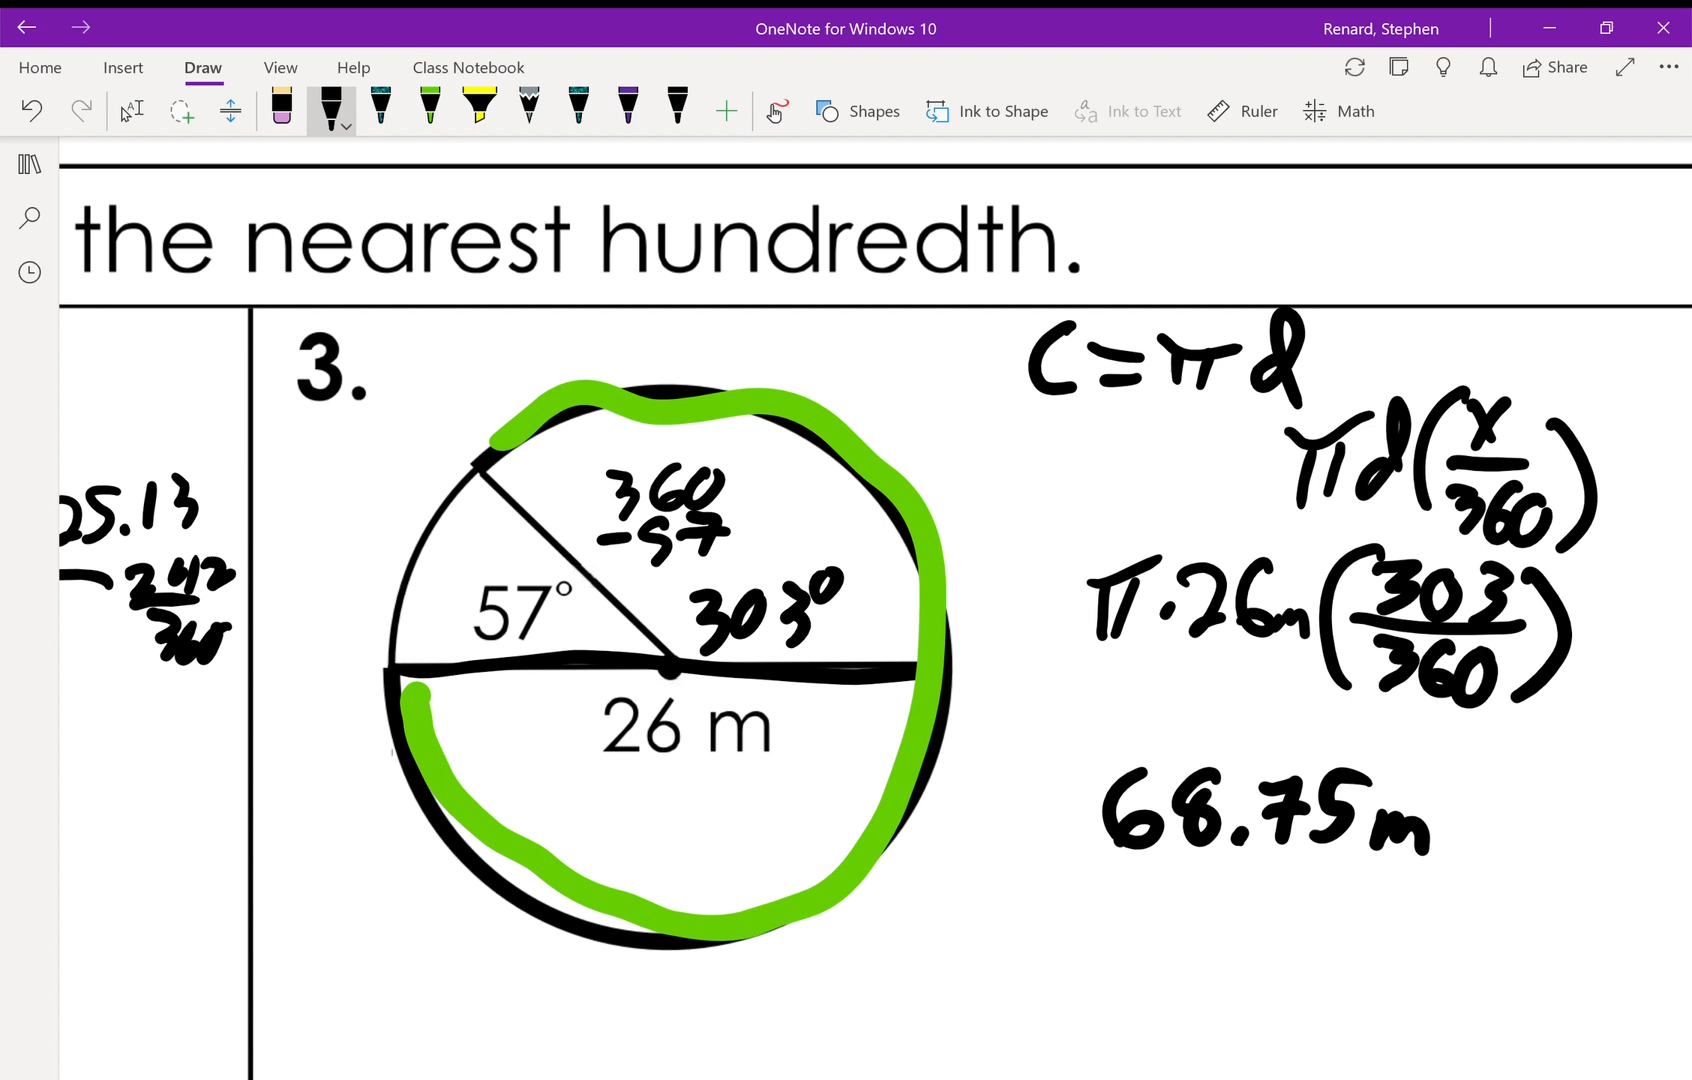 OneNote for Windows 10
Renard, Stephen
Home Insert Draw View Help Class Notebook
Share
Shapes Ink to Shape Ink to Text Ruler Math
the nearest hundredth.
25.13
242
360
3.
360
-57
303°
57°
26 m
C=πd
πd(x/360)
π·26m(303/360)
68.75m